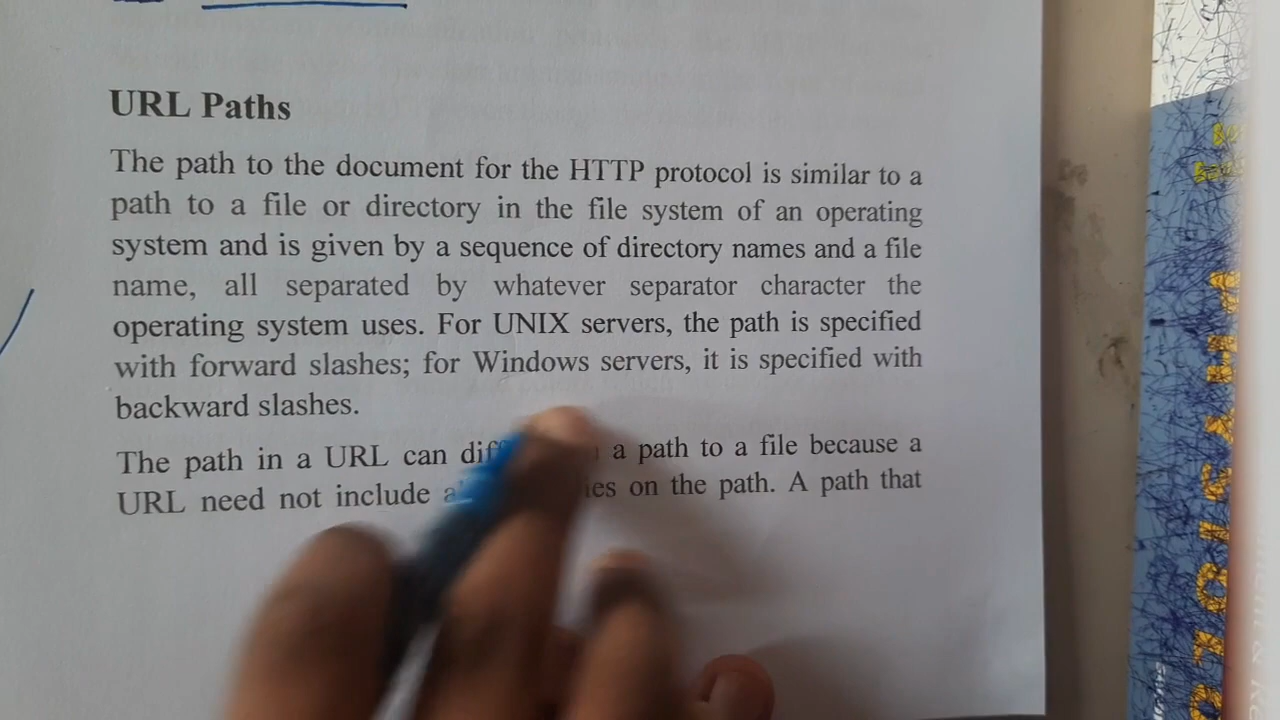 URL Paths
The path to the document for the HTTP protocol is similar to a
path to a file or directory in the file system of an operating
system and is given by a sequence of directory names and a file
name, all separated by whatever separator character the
operating system uses. For UNIX servers, the path is specified
with forward slashes; for Windows servers, it is specified with
backward slashes.
The path in a URL can a path to a file because a
URL need not include on the path. A path that